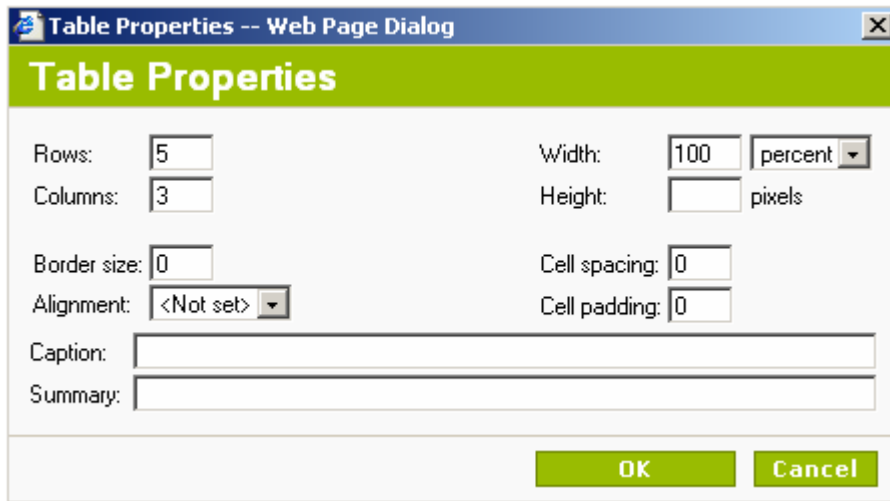 Table Properties -- Web Page Dialog
Table Properties
Rows: 5 Width: 100 percent
Columns: 3 Height: pixels
Border size: 0 Cell spacing: 0
Alignment: <Not set> Cell padding: 0
Caption:
Summary:
OK Cancel